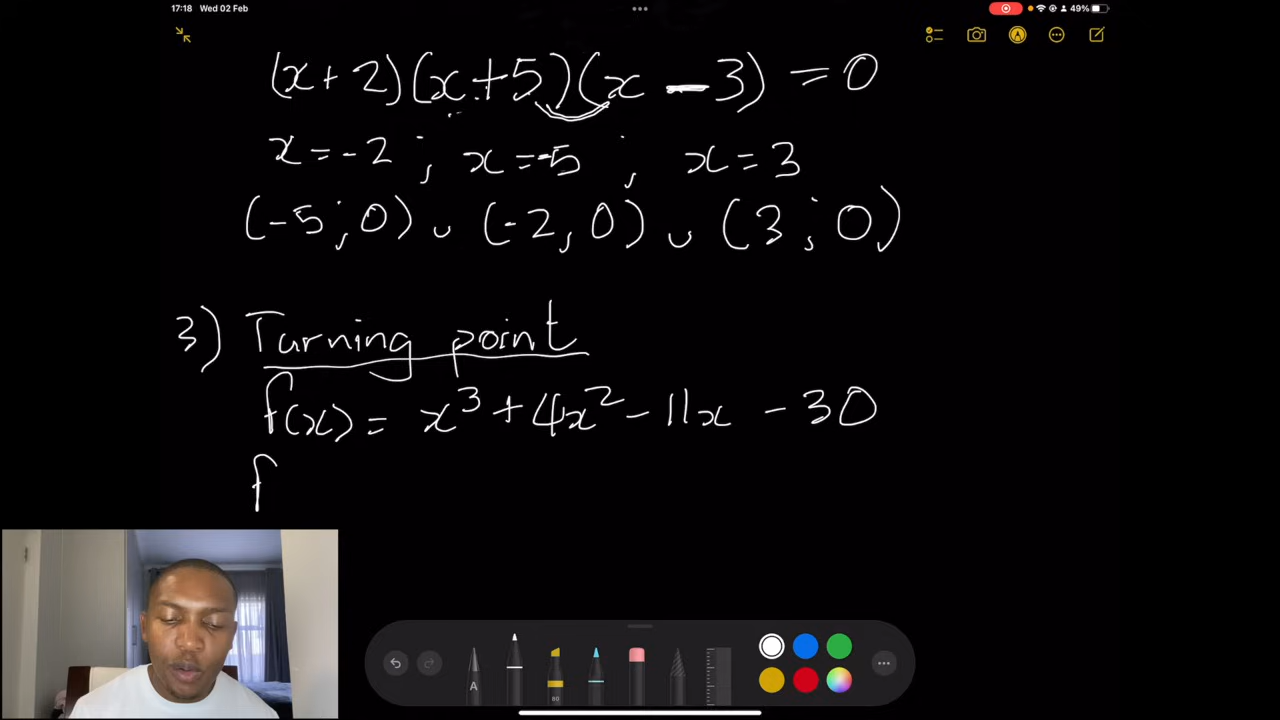 17:18 Wed 02 Feb
49%
(x+2)(x+5)(x-3) = 0
x=-2 ; x=-5 ; x=3
(-5;0) ∪ (-2,0) ∪ (3;0)
3) Turning point
f(x) = x³ + 4x² - 11x - 30
f
A
80